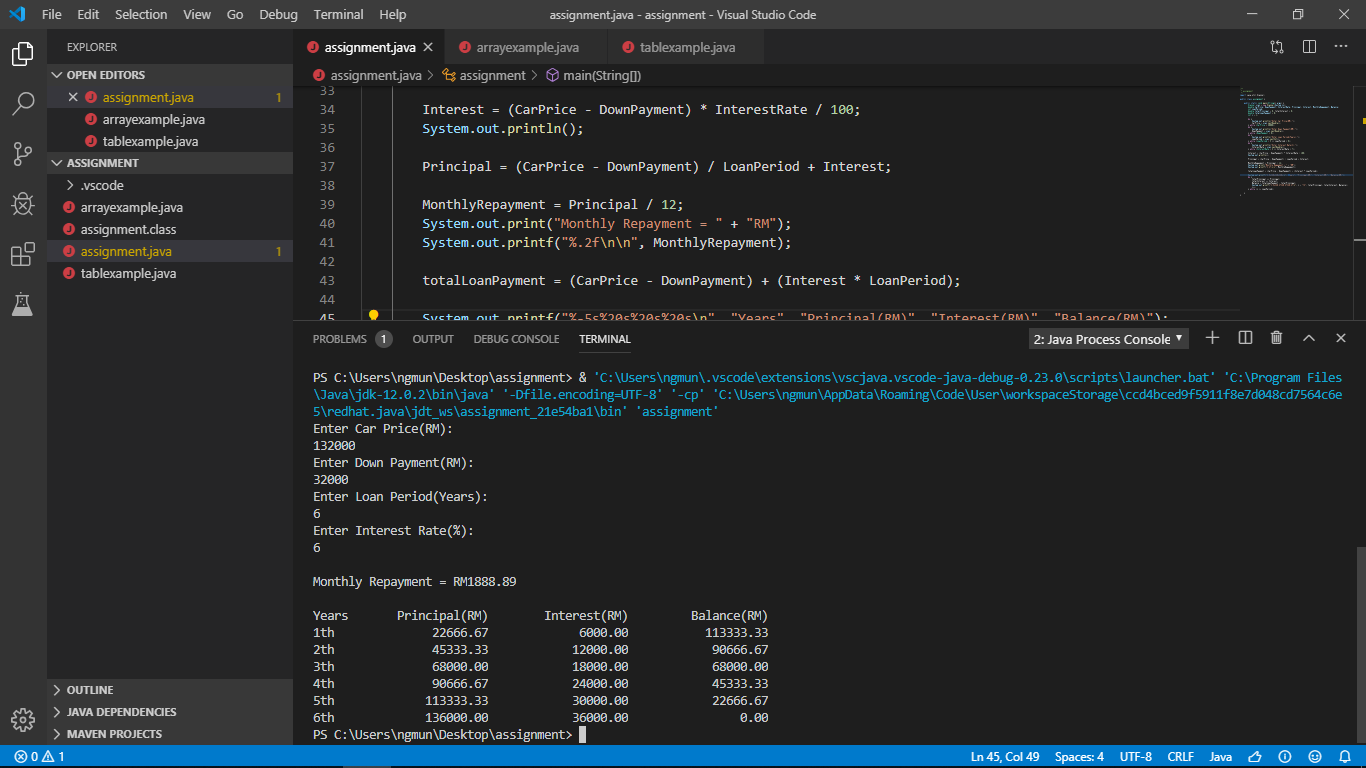 File Edit Selection View Go Debug Terminal Help assignment.java - assignment - Visual Studio Code
EXPLORER
OPEN EDITORS
assignment.java 1
arrayexample.java
tablexample.java
ASSIGNMENT
.vscode
arrayexample.java
assignment.class
assignment.java 1
tablexample.java
OUTLINE
JAVA DEPENDENCIES
MAVEN PROJECTS
assignment.java arrayexample.java tablexample.java
assignment.java > assignment > main(String[])
33
34 Interest = (CarPrice - DownPayment) * InterestRate / 100;
35 System.out.println();
36
37 Principal = (CarPrice - DownPayment) / LoanPeriod + Interest;
38
39 MonthlyRepayment = Principal / 12;
40 System.out.print("Monthly Repayment = " + "RM");
41 System.out.printf("%.2f\n\n", MonthlyRepayment);
42
43 totalLoanPayment = (CarPrice - DownPayment) + (Interest * LoanPeriod);
44
45 System.out.printf("%-5s%20s%20s%20s\n", "Years", "Principal(RM)", "Interest(RM)", "Balance(RM)");
PROBLEMS 1 OUTPUT DEBUG CONSOLE TERMINAL 2: Java Process Console
PS C:\Users\ngmun\Desktop\assignment> & 'C:\Users\ngmun\.vscode\extensions\vscjava.vscode-java-debug-0.23.0\scripts\launcher.bat' 'C:\Program Files
\Java\jdk-12.0.2\bin\java' '-Dfile.encoding=UTF-8' '-cp' 'C:\Users\ngmun\AppData\Roaming\Code\User\workspaceStorage\ccd4bced9f5911f8e7d048cd7564c6e
5\redhat.java\jdt_ws\assignment_21e54ba1\bin' 'assignment'
Enter Car Price(RM):
132000
Enter Down Payment(RM):
32000
Enter Loan Period(Years):
6
Enter Interest Rate(%):
6
Monthly Repayment = RM1888.89
Years Principal(RM) Interest(RM) Balance(RM)
1th 22666.67 6000.00 113333.33
2th 45333.33 12000.00 90666.67
3th 68000.00 18000.00 68000.00
4th 90666.67 24000.00 45333.33
5th 113333.33 30000.00 22666.67
6th 136000.00 36000.00 0.00
PS C:\Users\ngmun\Desktop\assignment>
0 1 Ln 45, Col 49 Spaces: 4 UTF-8 CRLF Java